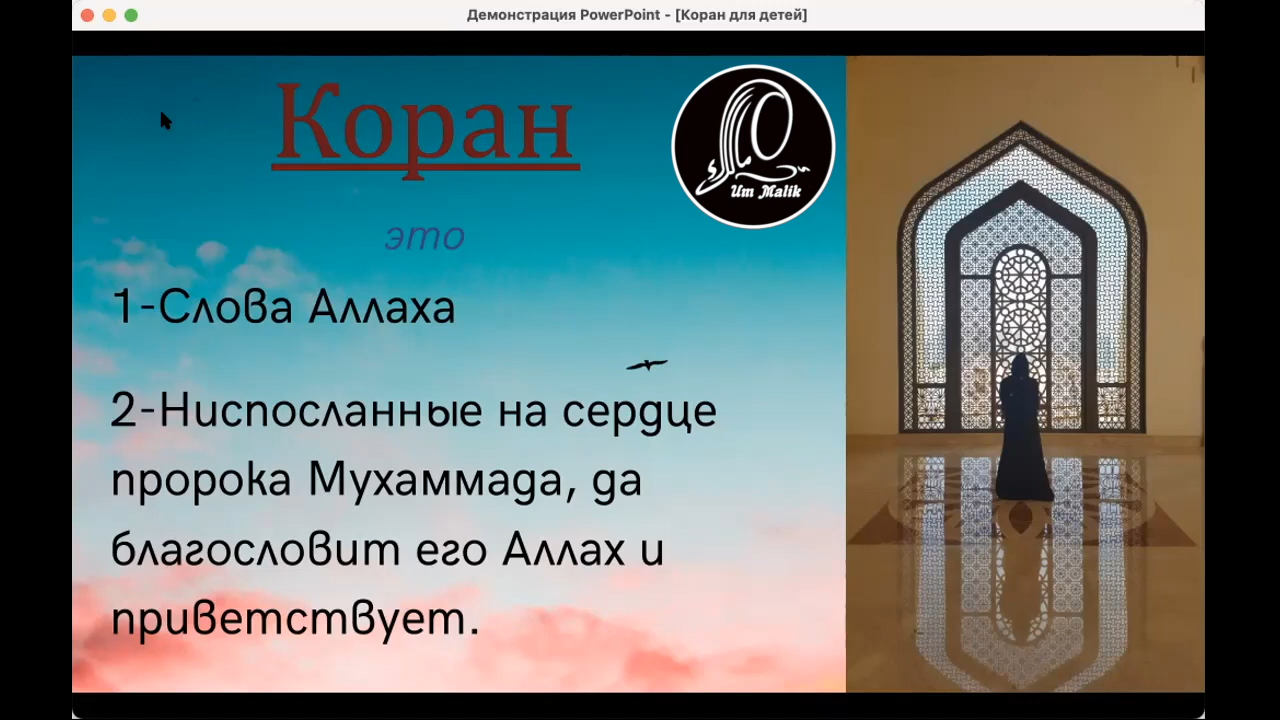 Демонстрация PowerPoint - [Коран для детей]
Коран
Um Malik
это
1-Слова Аллаха
2-Ниспосланные на сердце
пророка Мухаммада, да
благословит его Аллах и
приветствует.